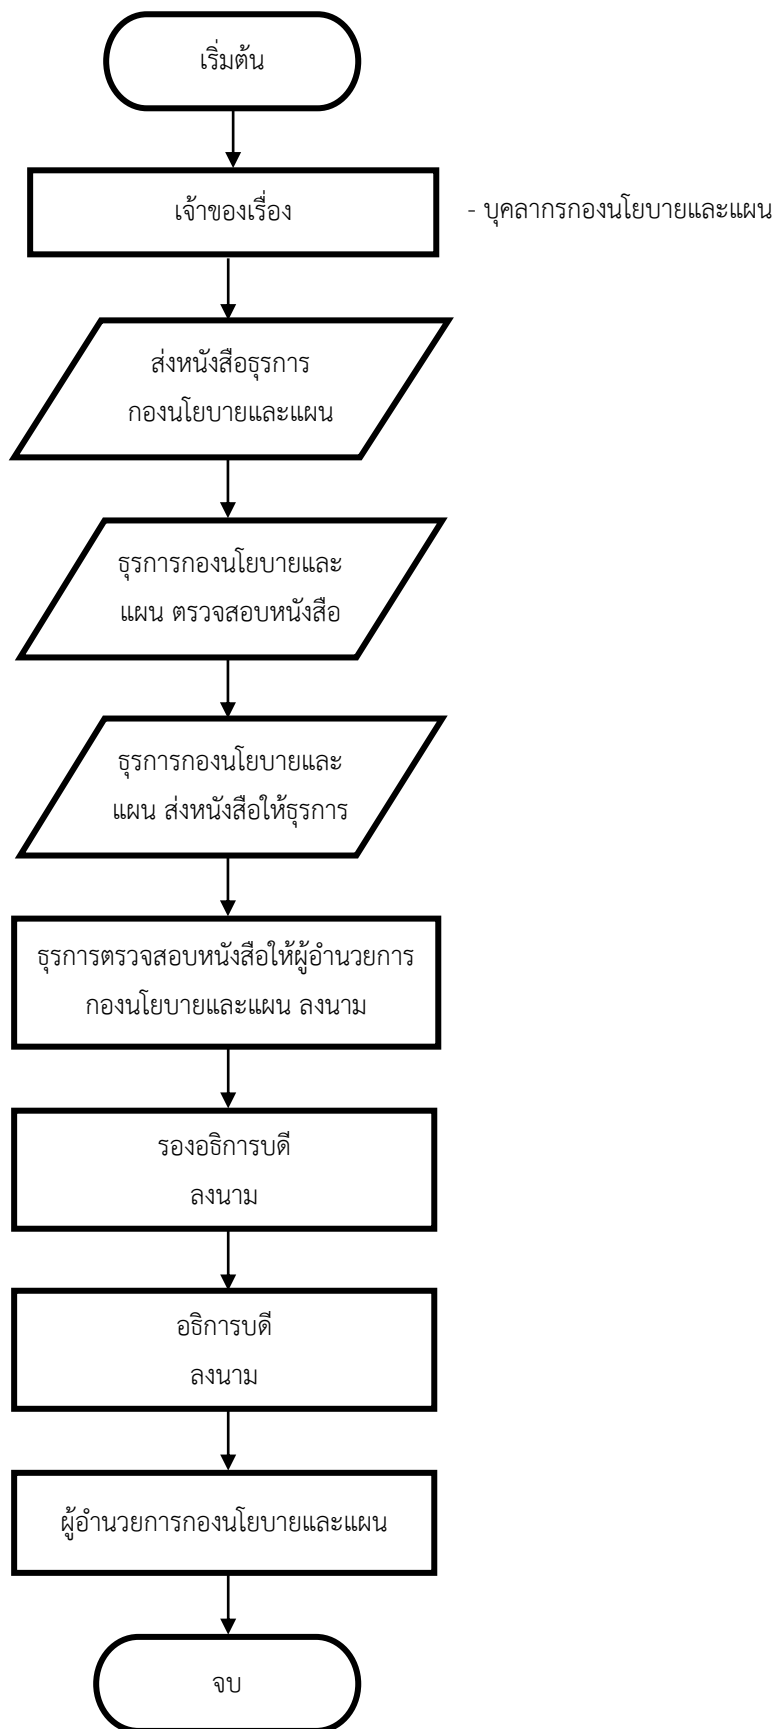 เริ่มต้น
เจ้าของเรื่อง
- บุคลากรกองนโยบายและแผน
ส่งหนังสือธุรการ
กองนโยบายและแผน
ธุรการกองนโยบายและ
แผน ตรวจสอบหนังสือ
ธุรการกองนโยบายและ
แผน ส่งหนังสือให้ธุรการ
ธุรการตรวจสอบหนังสือให้ผู้อำนวยการ
กองนโยบายและแผน ลงนาม
รองอธิการบดี
ลงนาม
อธิการบดี
ลงนาม
ผู้อำนวยการกองนโยบายและแผน
จบ